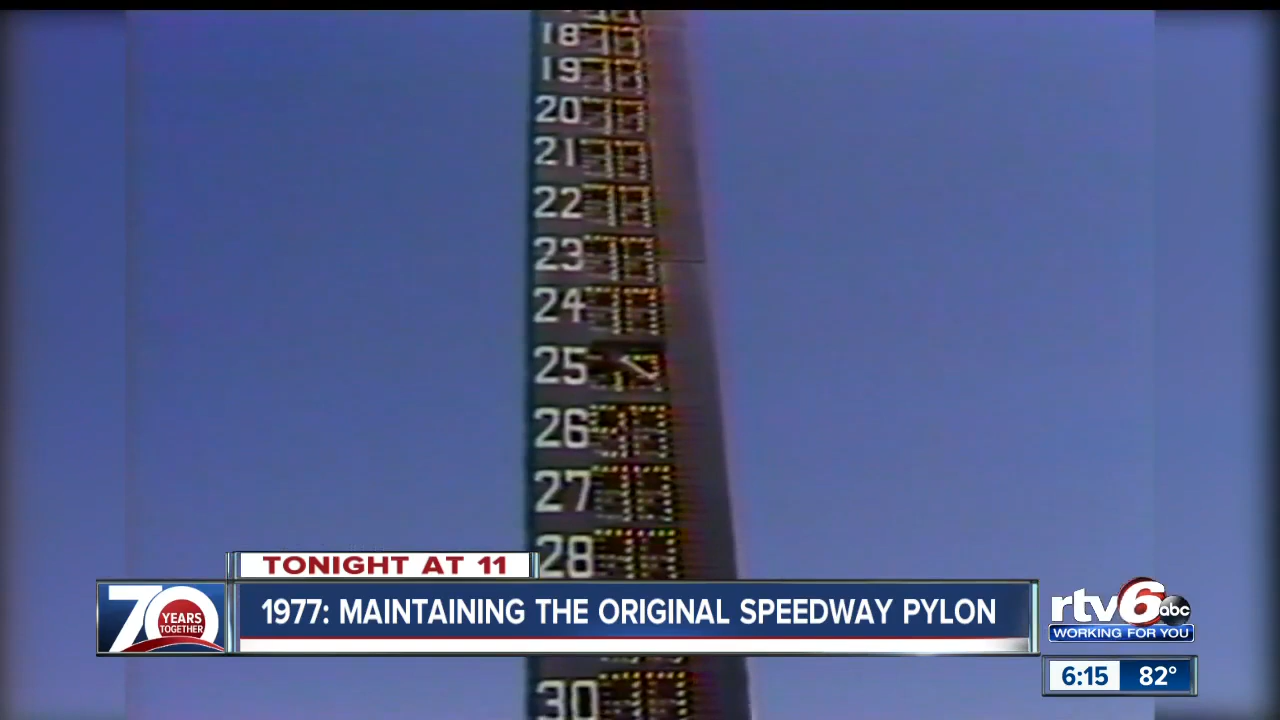 18
19
20
21
22
23
24
25
26
27
28
TONIGHT AT 11
70 YEARS TOGETHER
1977: MAINTAINING THE ORIGINAL SPEEDWAY PYLON
rtv6 abc
WORKING FOR YOU
6:15 82°
30